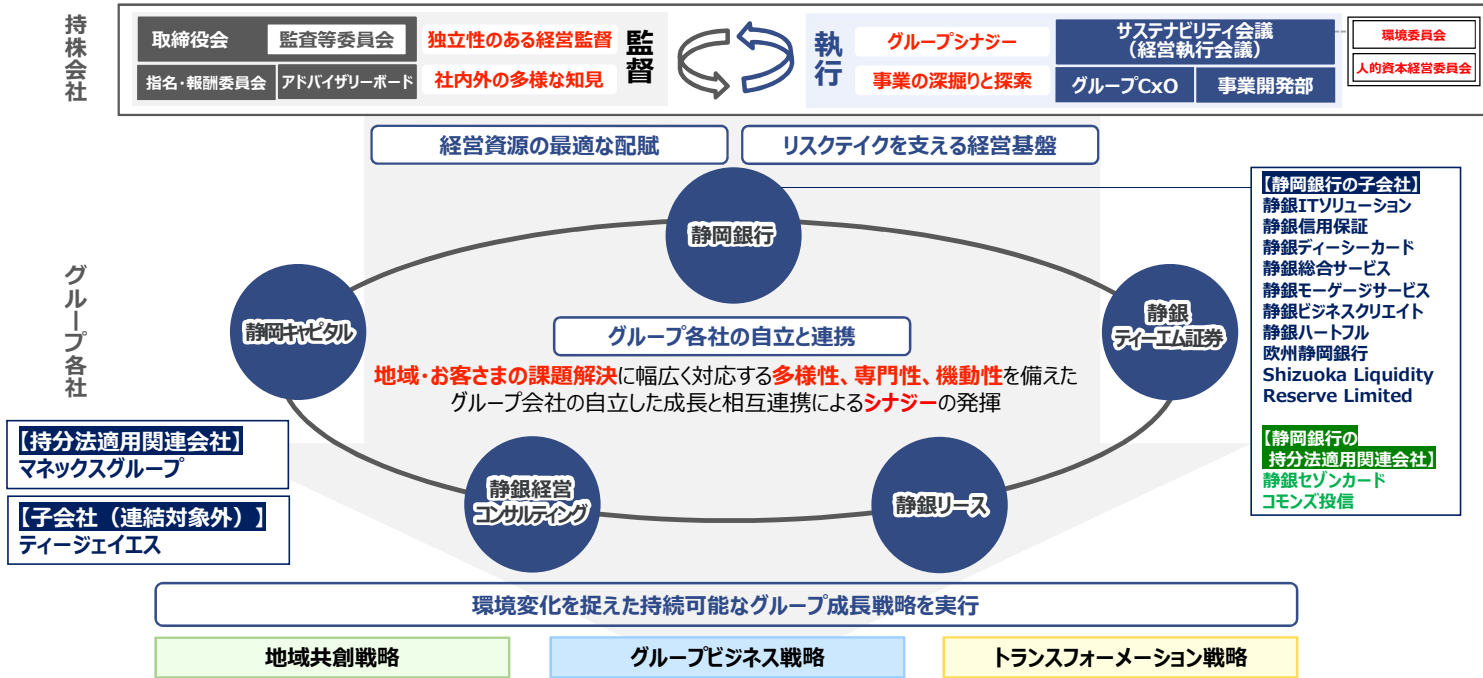 持株会社
取締役会
監査等委員会
指名・報酬委員会
アドバイザリーボード
独立性のある経営監督
社内外の多様な知見
監督
執行
グループシナジー
事業の深掘りと探索
サステナビリティ会議
（経営執行会議）
グループCxO
事業開発部
環境委員会
人的資本経営委員会
経営資源の最適な配賦
リスクテイクを支える経営基盤
グループ各社
静岡銀行
静岡キャピタル
静銀
ティーエム証券
グループ各社の自立と連携
地域・お客さまの課題解決に幅広く対応する多様性、専門性、機動性を備えた
グループ会社の自立した成長と相互連携によるシナジーの発揮
静銀経営
コンサルティング
静銀リース
【持分法適用関連会社】
マネックスグループ
【子会社（連結対象外）】
ティージェイエス
【静岡銀行の子会社】
静銀ITソリューション
静銀信用保証
静銀ディーシーカード
静銀総合サービス
静銀モーゲージサービス
静銀ビジネスクリエイト
静銀ハートフル
欧州静岡銀行
Shizuoka Liquidity
Reserve Limited
【静岡銀行の
持分法適用関連会社】
静銀セゾンカード
コモンズ投信
環境変化を捉えた持続可能なグループ成長戦略を実行
地域共創戦略
グループビジネス戦略
トランスフォーメーション戦略